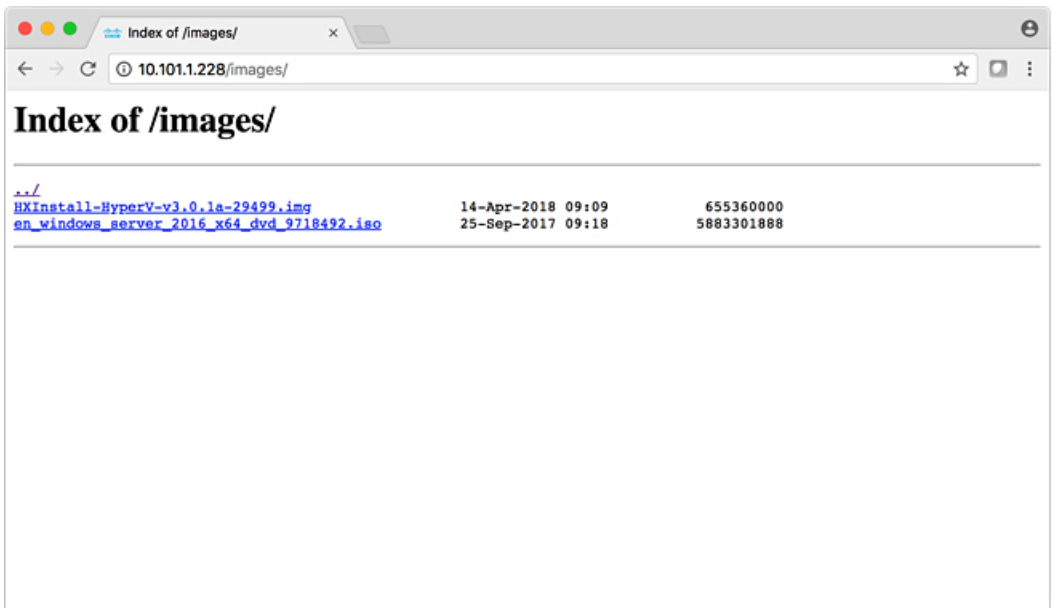 Index of /images/
10.101.1.228/images/
Index of /images/
../
HXInstall-HyperV-v3.0.1a-29499.img 14-Apr-2018 09:09 655360000
en_windows_server_2016_x64_dvd_9718492.iso 25-Sep-2017 09:18 5883301888